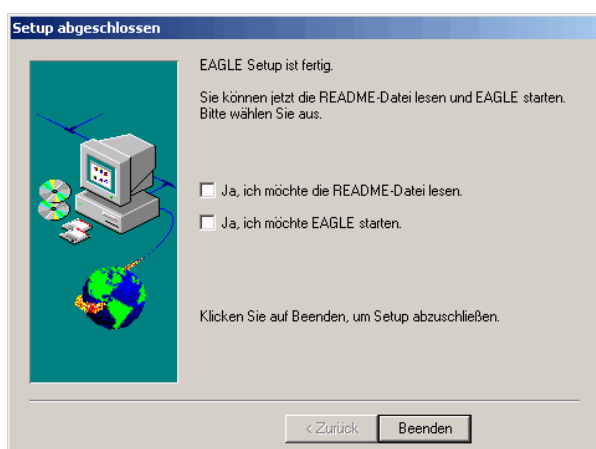 Setup abgeschlossen
EAGLE Setup ist fertig.
Sie können jetzt die README-Datei lesen und EAGLE starten.
Bitte wählen Sie aus.
Ja, ich möchte die README-Datei lesen.
Ja, ich möchte EAGLE starten.
Klicken Sie auf Beenden, um Setup abzuschließen.
< Zurück
Beenden